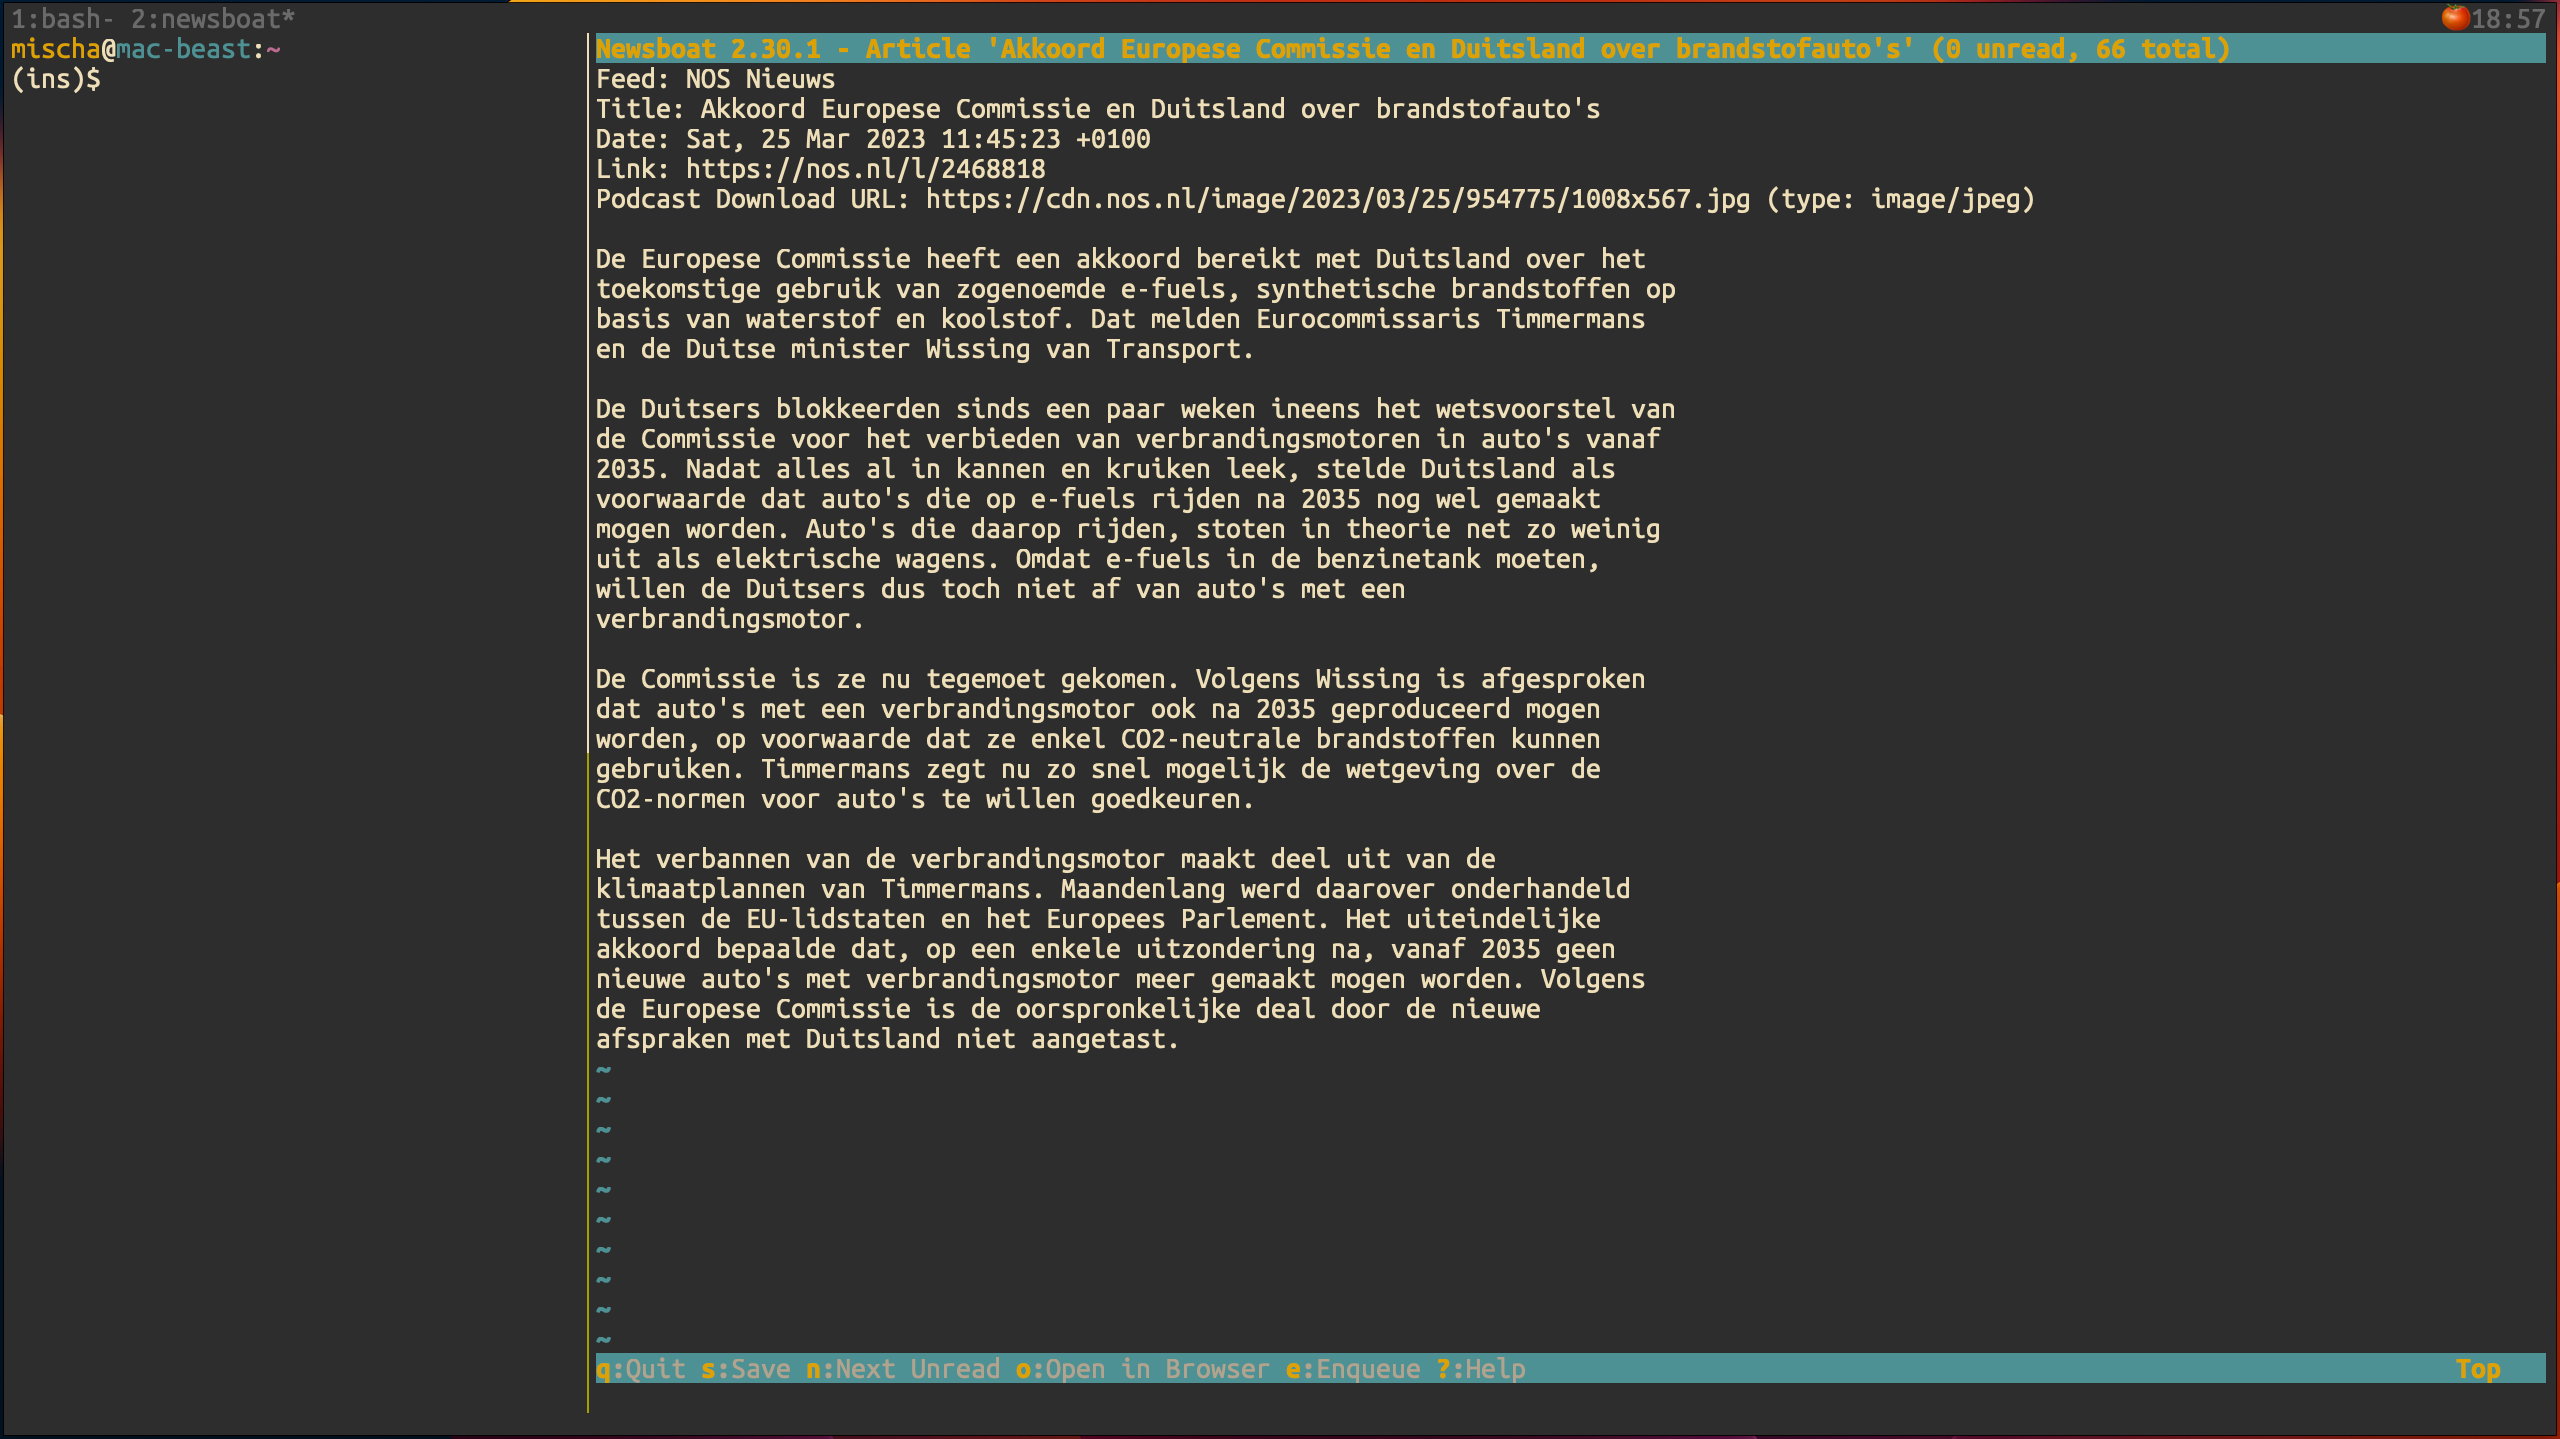 1:bash- 2:newsboat*
18:57
mischa@mac-beast:~
(ins)$
Newsboat 2.30.1 - Article 'Akkoord Europese Commissie en Duitsland over brandstofauto's' (0 unread, 66 total)
Feed: NOS Nieuws
Title: Akkoord Europese Commissie en Duitsland over brandstofauto's
Date: Sat, 25 Mar 2023 11:45:23 +0100
Link: https://nos.nl/l/2468818
Podcast Download URL: https://cdn.nos.nl/image/2023/03/25/954775/1008x567.jpg (type: image/jpeg)
De Europese Commissie heeft een akkoord bereikt met Duitsland over het
toekomstige gebruik van zogenoemde e-fuels, synthetische brandstoffen op
basis van waterstof en koolstof. Dat melden Eurocommissaris Timmermans
en de Duitse minister Wissing van Transport.
De Duitsers blokkeerden sinds een paar weken ineens het wetsvoorstel van
de Commissie voor het verbieden van verbrandingsmotoren in auto's vanaf
2035. Nadat alles al in kannen en kruiken leek, stelde Duitsland als
voorwaarde dat auto's die op e-fuels rijden na 2035 nog wel gemaakt
mogen worden. Auto's die daarop rijden, stoten in theorie net zo weinig
uit als elektrische wagens. Omdat e-fuels in de benzinetank moeten,
willen de Duitsers dus toch niet af van auto's met een
verbrandingsmotor.
De Commissie is ze nu tegemoet gekomen. Volgens Wissing is afgesproken
dat auto's met een verbrandingsmotor ook na 2035 geproduceerd mogen
worden, op voorwaarde dat ze enkel CO2-neutrale brandstoffen kunnen
gebruiken. Timmermans zegt nu zo snel mogelijk de wetgeving over de
CO2-normen voor auto's te willen goedkeuren.
Het verbannen van de verbrandingsmotor maakt deel uit van de
klimaatplannen van Timmermans. Maandenlang werd daarover onderhandeld
tussen de EU-lidstaten en het Europees Parlement. Het uiteindelijke
akkoord bepaalde dat, op een enkele uitzondering na, vanaf 2035 geen
nieuwe auto's met verbrandingsmotor meer gemaakt mogen worden. Volgens
de Europese Commissie is de oorspronkelijke deal door de nieuwe
afspraken met Duitsland niet aangetast.
~
~
~
~
~
~
~
~
~
~
q:Quit s:Save n:Next Unread o:Open in Browser e:Enqueue ?:Help
Top